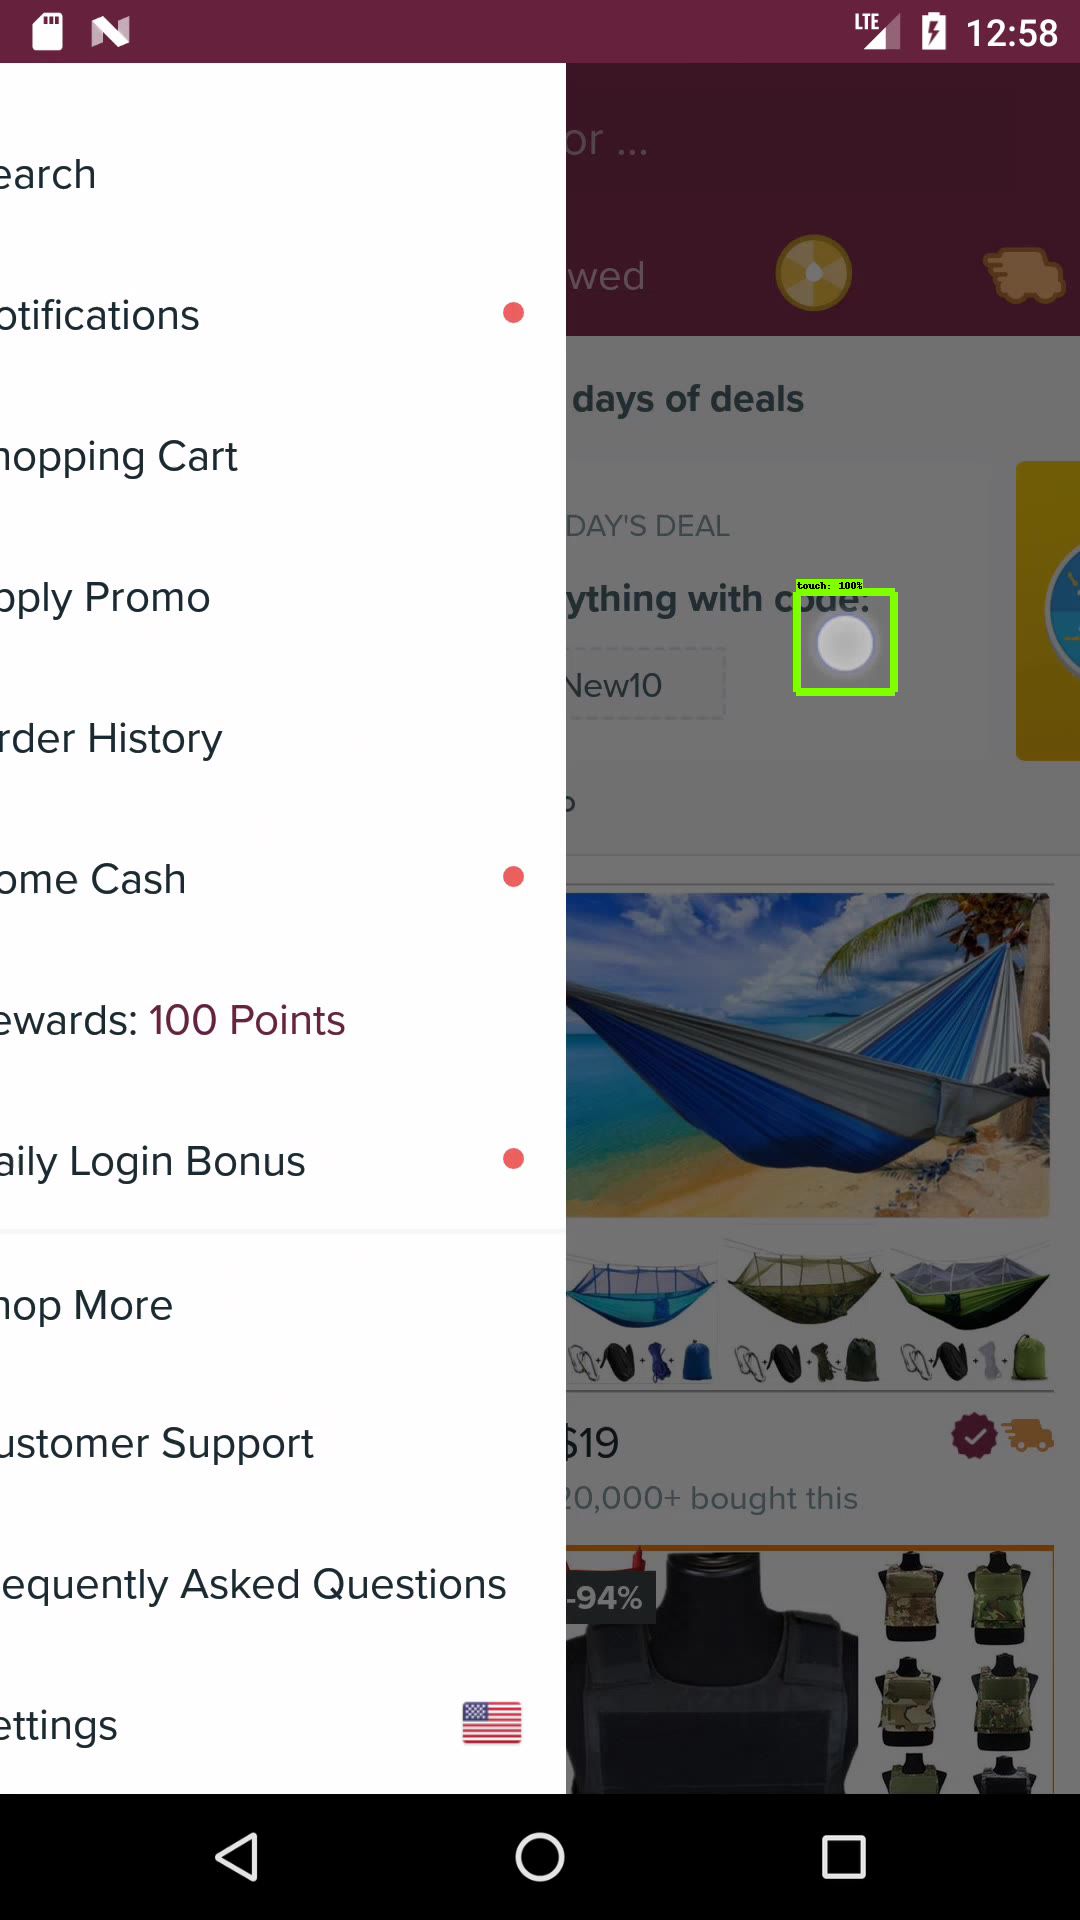 LTE 12:58
or ...
earch
wed
otifications
days of deals
hopping Cart
DAY'S DEAL
touch: 100%
ything with code:
pply Promo
New10
rder History
ome Cash
ewards: 100 Points
aily Login Bonus
hop More
ustomer Support
$19
20,000+ bought this
equently Asked Questions
-94%
ettings